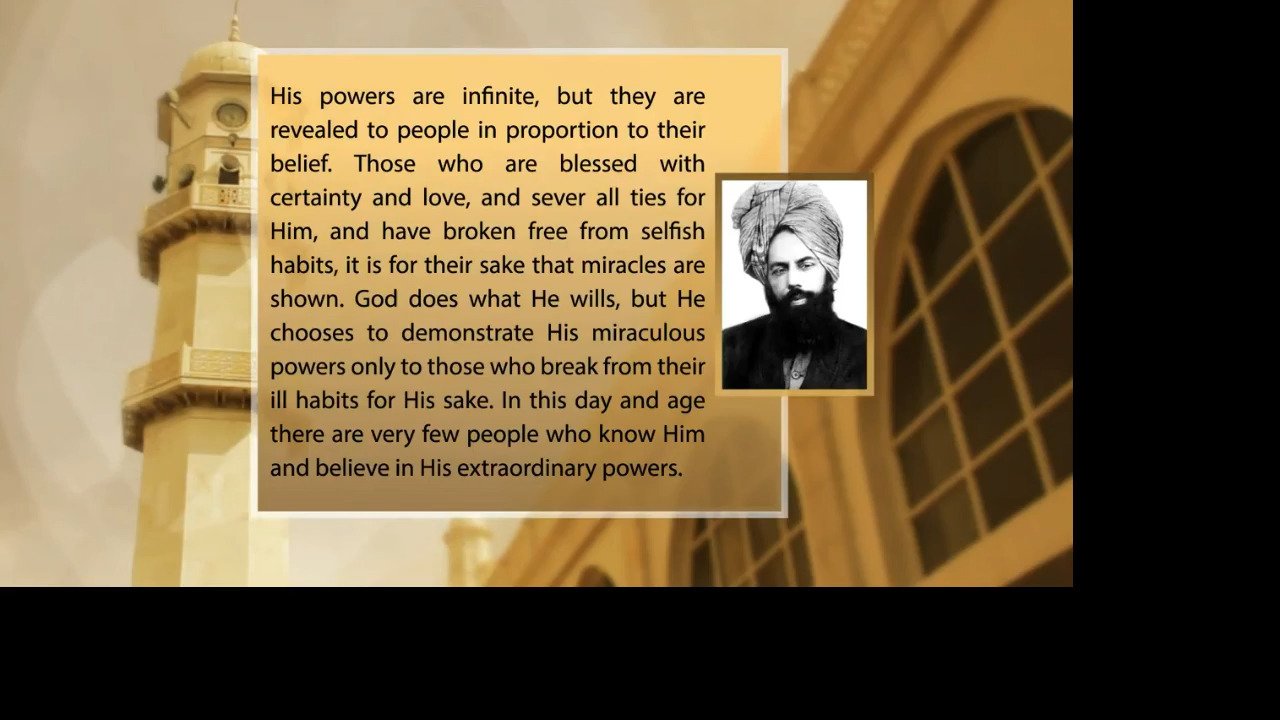 His powers are infinite, but they are
revealed to people in proportion to their
belief. Those who are blessed with
certainty and love, and sever all ties for
Him, and have broken free from selfish
habits, it is for their sake that miracles are
shown. God does what He wills, but He
chooses to demonstrate His miraculous
powers only to those who break from their
ill habits for His sake. In this day and age
there are very few people who know Him
and believe in His extraordinary powers.